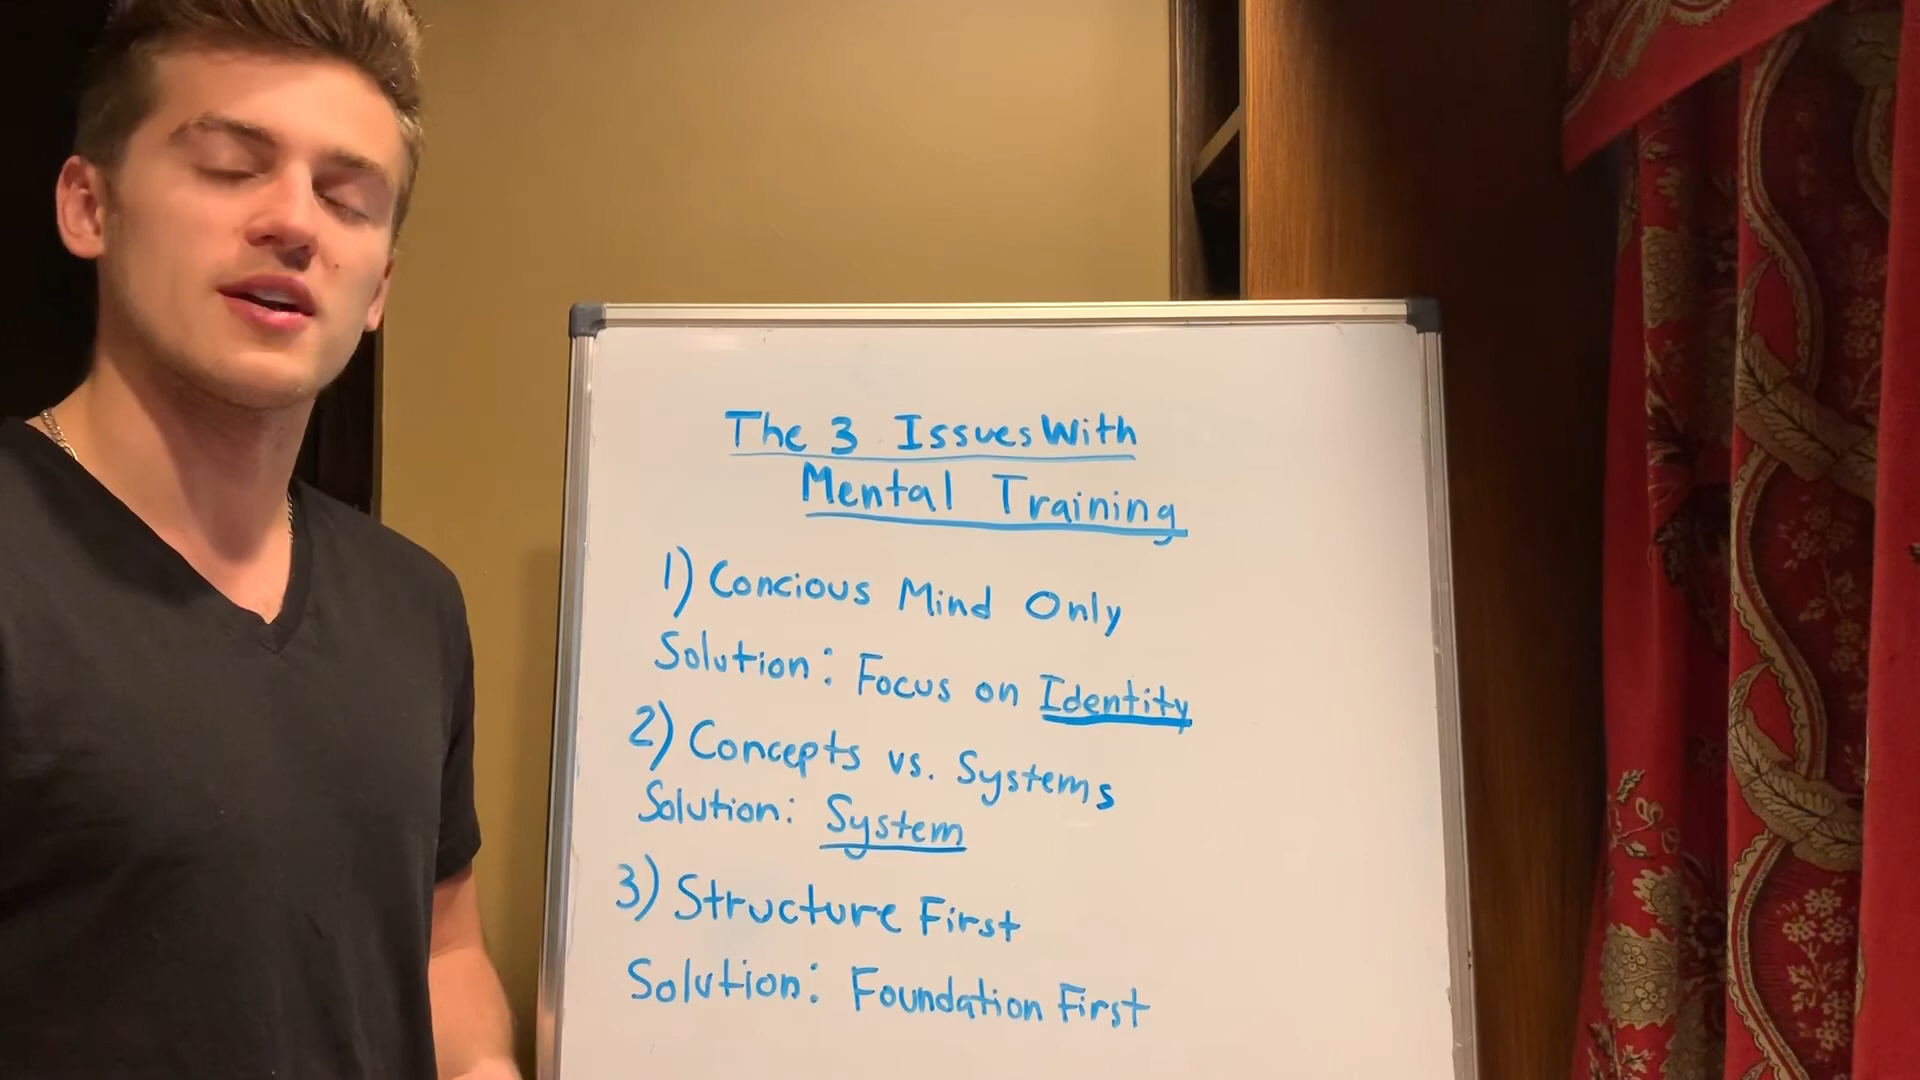 The 3 Issues With
Mental Training
1) Concious Mind Only
Solution: Focus on Identity
2) Concepts vs. Systems
Solution: System
3) Structure First
Solution: Foundation First